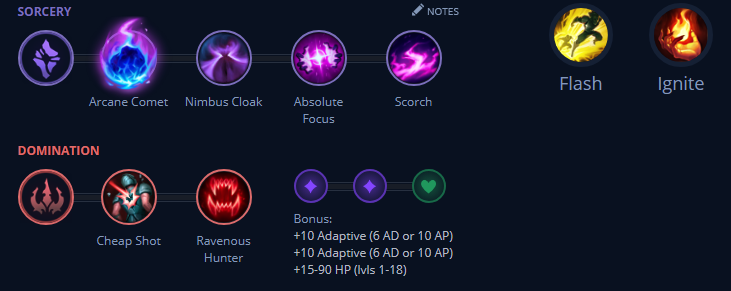 SORCERY
NOTES
Flash
Ignite
Arcane Comet
Nimbus Cloak
Absolute
Focus
Scorch
DOMINATION
Cheap Shot
Ravenous
Hunter
Bonus:
+10 Adaptive (6 AD or 10 AP)
+10 Adaptive (6 AD or 10 AP)
+15-90 HP (lvls 1-18)